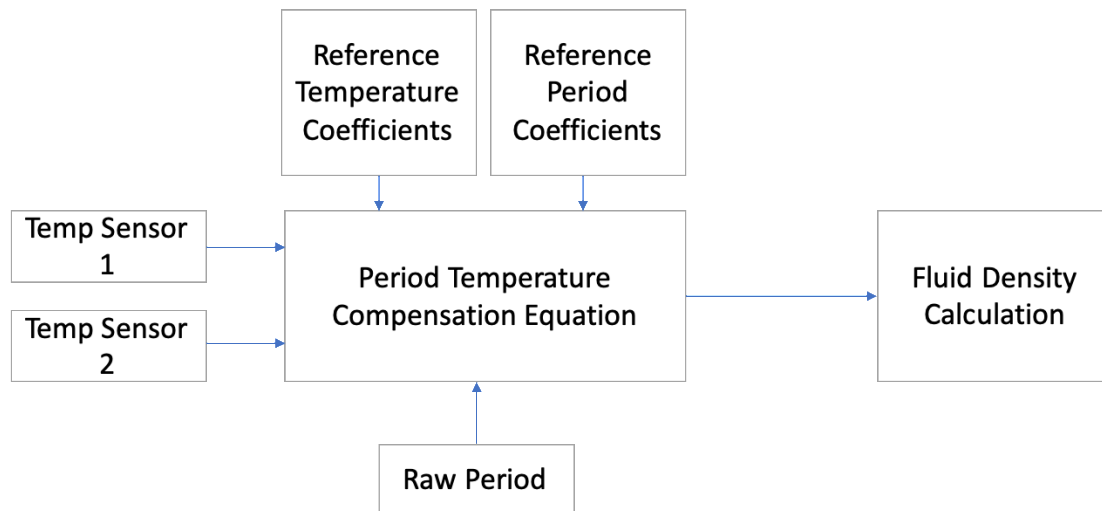 Reference
Temperature
Coefficients
Reference
Period
Coefficients
Temp Sensor
1
Temp Sensor
2
Period Temperature
Compensation Equation
Fluid Density
Calculation
Raw Period